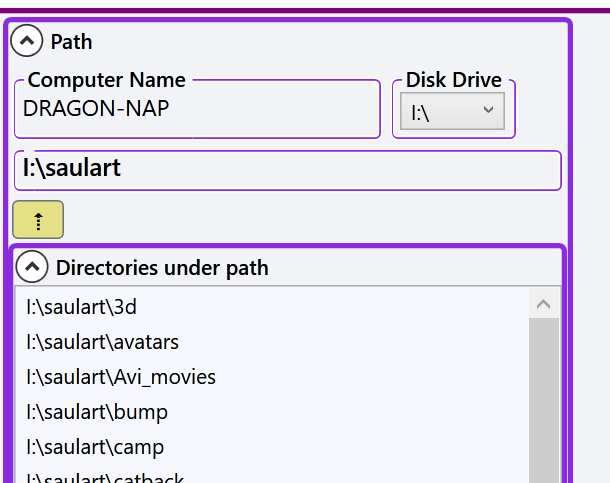 Path
Computer Name
Disk Drive
DRAGON-NAP
I:\
I:\saulart
Directories under path
I:\saulart\3d
I:\saulart\avatars
I:\saulart\Avi_movies
I:\saulart\bump
I:\saulart\camp
I:\saulart\catback